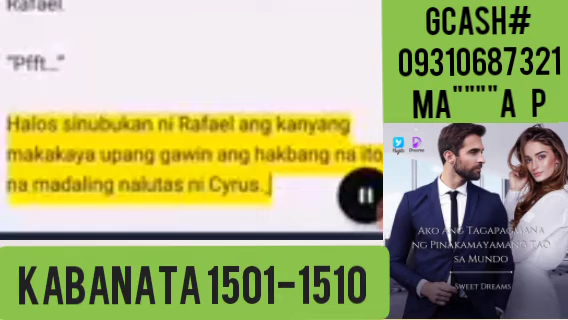 Rafael.
"Pfft..."
Halos sinubukan ni Rafael ang kanyang
makakaya upang gawin ang hakbang na ito
na madaling nalutas ni Cyrus.
KABANATA 1501-1510
GCASH#
09310687321
MA""""A P
AKO ANG TAGAPAGMANA
NG PINAKAMAYAMANG TAO
SA MUNDO
SWEET DREAMS